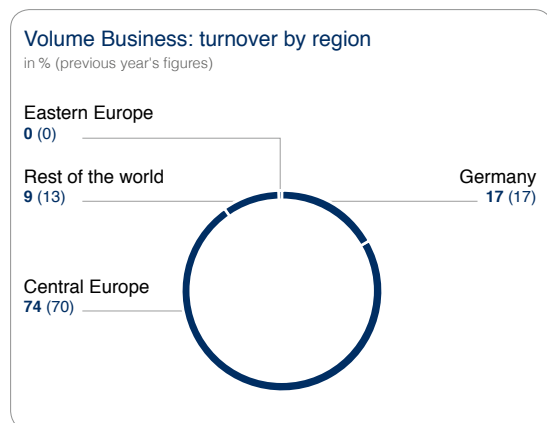 Volume Business: turnover by region
in % (previous year's figures)
Eastern Europe
0 (0)
Rest of the world
9 (13)
Germany
17 (17)
Central Europe
74 (70)